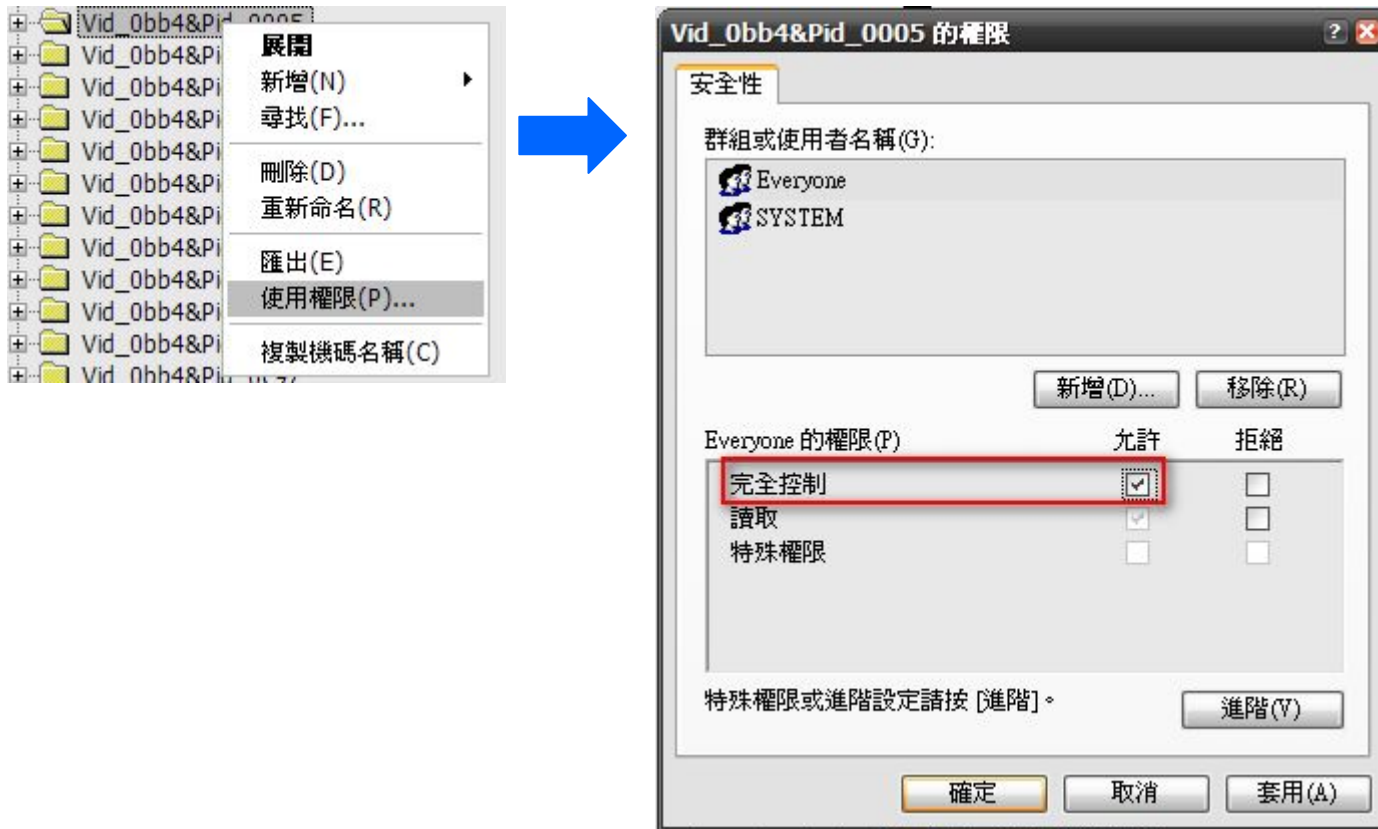 Vid_0bb4&Pid_0005
Vid_0bb4&Pi
Vid_0bb4&Pi
Vid_0bb4&Pi
Vid_0bb4&Pi
Vid_0bb4&Pi
Vid_0bb4&Pi
Vid_0bb4&Pi
Vid_0bb4&Pi
Vid_0bb4&Pi
Vid_0bb4&Pi
Vid_0bb4&Pid
展開
新增(N)
尋找(F)...
刪除(D)
重新命名(R)
匯出(E)
使用權限(P)...
複製機碼名稱(C)
Vid_0bb4&Pid_0005 的權限
安全性
群組或使用者名稱(G):
Everyone
SYSTEM
新增(D)... 移除(R)
Everyone 的權限(P) 允許 拒絕
完全控制
讀取
特殊權限
特殊權限或進階設定請按 [進階]。 進階(V)
確定 取消 套用(A)